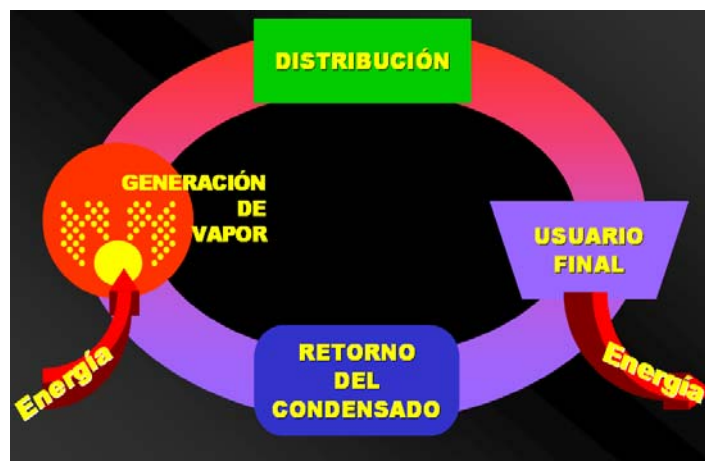 DISTRIBUCIÓN
GENERACIÓN
DE
VAPOR
USUARIO
FINAL
RETORNO
DEL
CONDENSADO
Energía
Energía